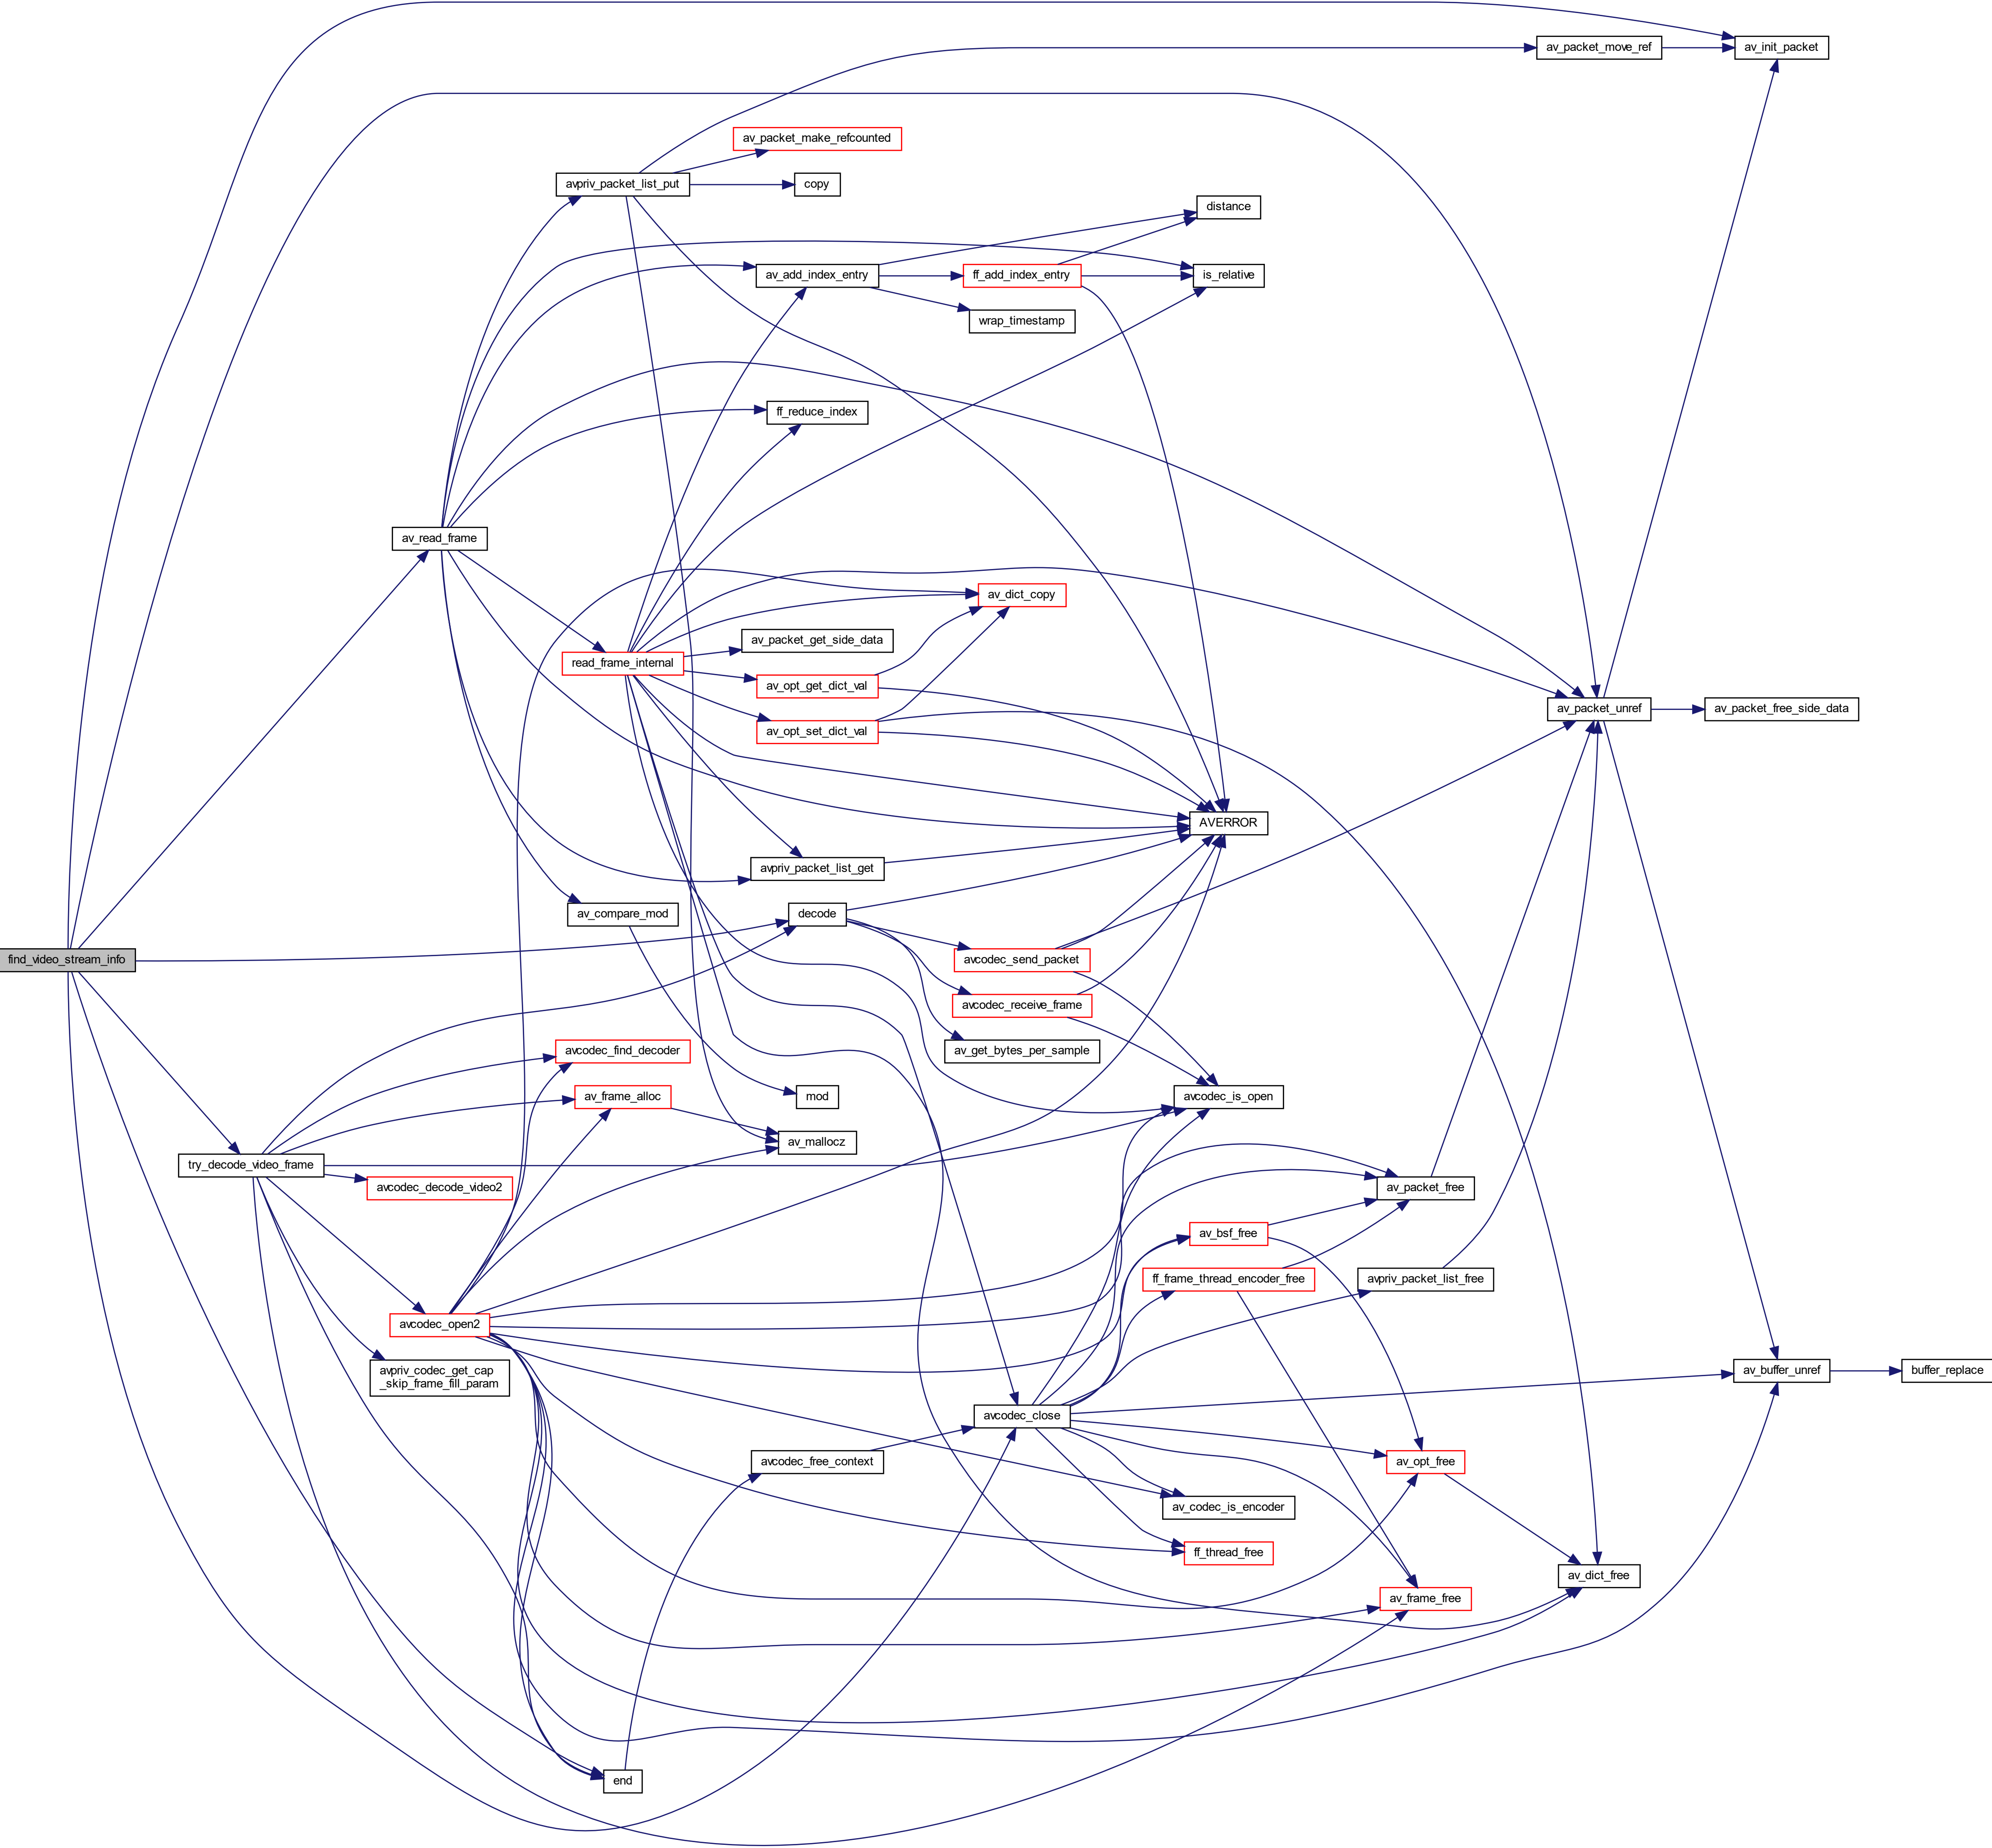 av_packet_move_ref
av_init_packet
av_packet_make_refcounted
avpriv_packet_list_put
copy
distance
av_add_index_entry
ff_add_index_entry
is_relative
wrap_timestamp
ff_reduce_index
av_read_frame
av_dict_copy
av_packet_get_side_data
read_frame_internal
av_opt_get_dict_val
av_packet_unref
av_packet_free_side_data
av_opt_set_dict_val
AVERROR
avpriv_packet_list_get
av_compare_mod
decode
find_video_stream_info
avcodec_send_packet
avcodec_receive_frame
av_get_bytes_per_sample
avcodec_find_decoder
av_frame_alloc
mod
avcodec_is_open
av_mallocz
try_decode_video_frame
avcodec_decode_video2
av_packet_free
av_bsf_free
ff_frame_thread_encoder_free
avpriv_packet_list_free
avcodec_open2
avpriv_codec_get_cap
_skip_frame_fill_param
av_buffer_unref
buffer_replace
avcodec_close
avcodec_free_context
av_opt_free
av_codec_is_encoder
ff_thread_free
av_dict_free
av_frame_free
end